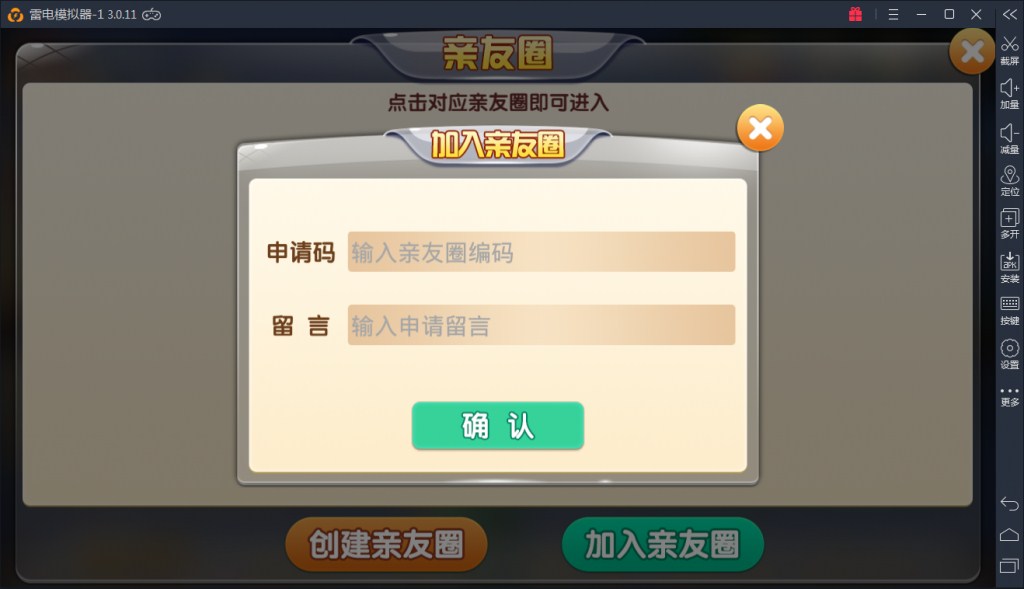 雷电模拟器-1 3.0.11
亲友圈
点击对应亲友圈即可进入
加入亲友圈
申请码 输入亲友圈编码
留 言 输入申请留言
确 认
创建亲友圈 加入亲友圈
截屏
加量
减量
定位
多开
APK
安装
按键
设置
更多